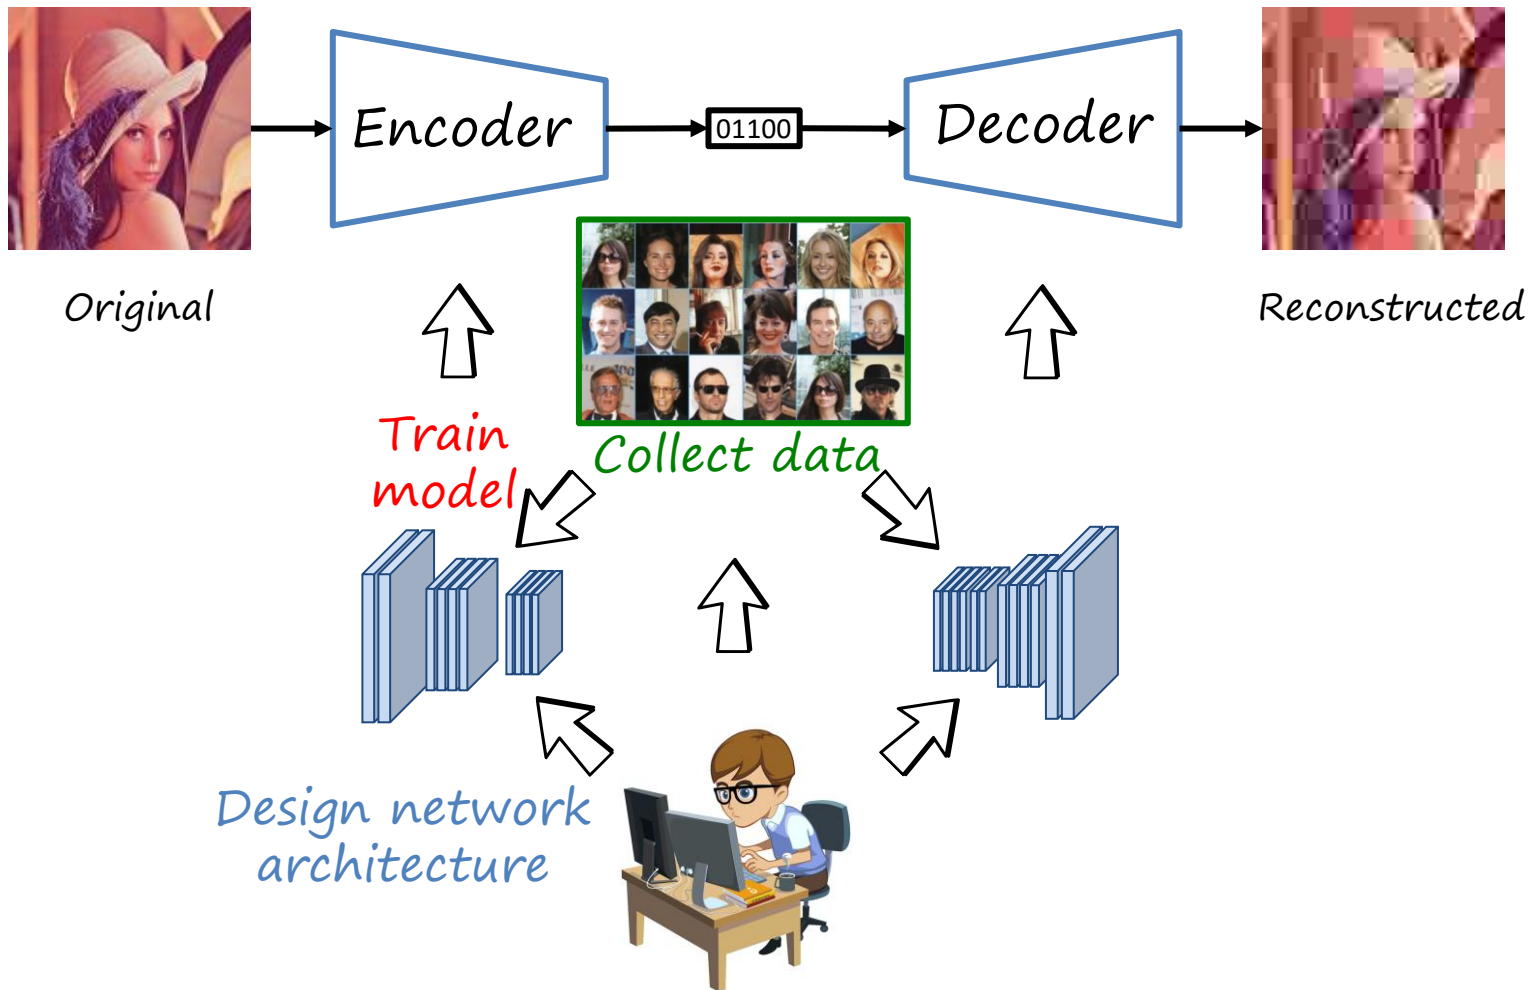 Encoder
01100
Decoder
Original
Reconstructed
Train
model
Collect data
Design network
architecture